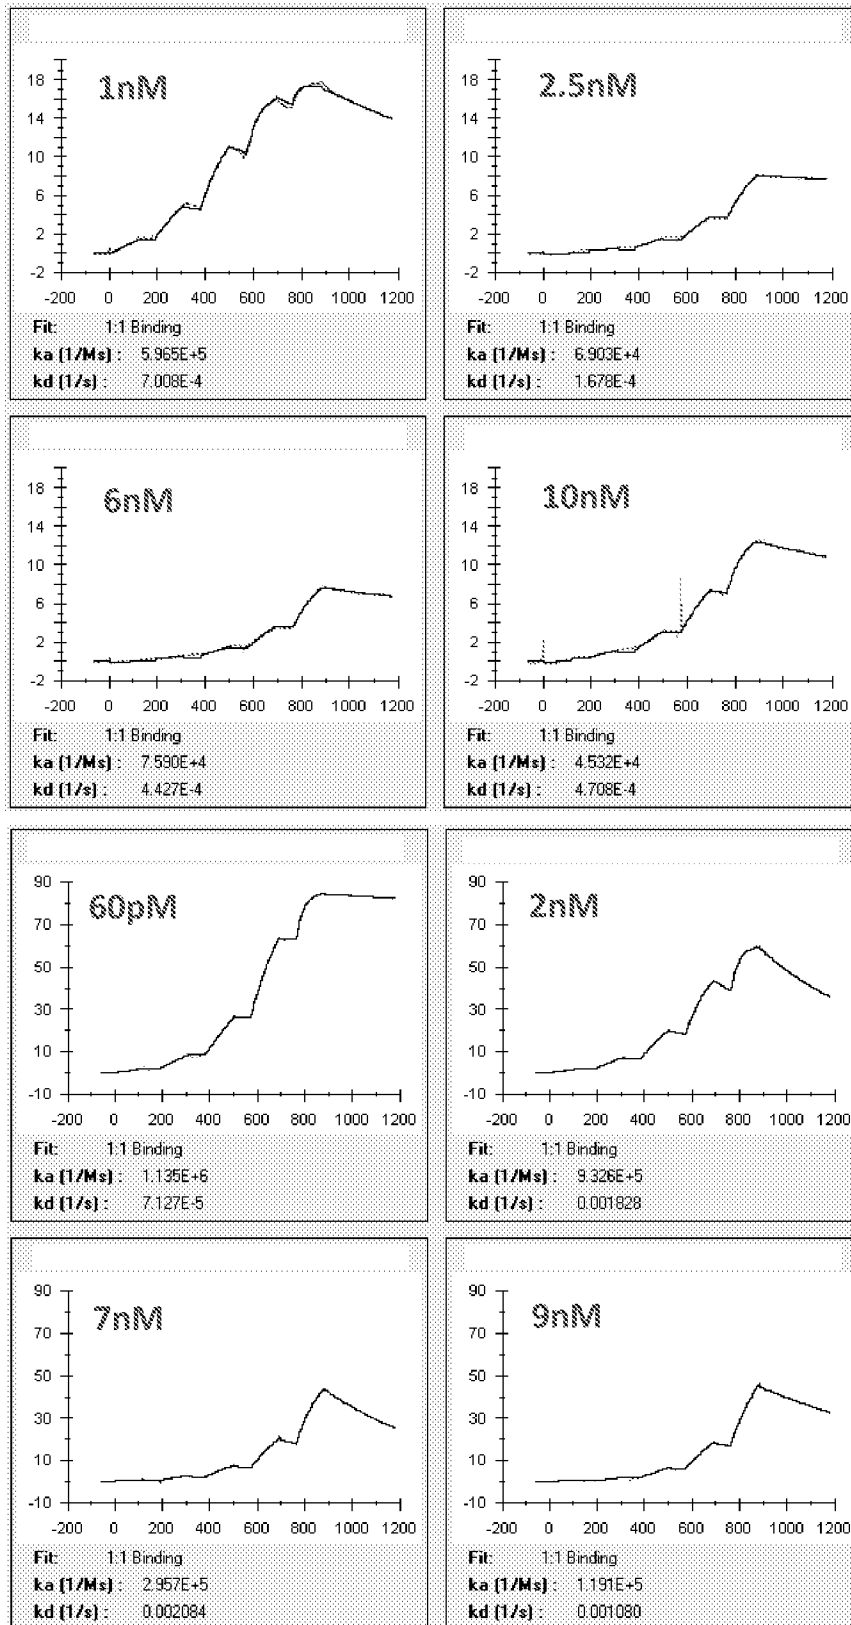 1nM
18
14
10
6
2
-2
-200 0 200 400 600 800 1000 1200
Fit: 1:1 Binding
ka (1/Ms) : 5.965E+5
kd (1/s) : 7.008E-4
2.5nM
18
14
10
6
2
-2
-200 0 200 400 600 800 1000 1200
Fit: 1:1 Binding
ka (1/Ms) : 6.903E+4
kd (1/s) : 1.678E-4
6nM
18
14
10
6
2
-2
-200 0 200 400 600 800 1000 1200
Fit: 1:1 Binding
ka (1/Ms) : 7.590E+4
kd (1/s) : 4.427E-4
10nM
18
14
10
6
2
-2
-200 0 200 400 600 800 1000 1200
Fit: 1:1 Binding
ka (1/Ms) : 4.532E+4
kd (1/s) : 4.708E-4
60pM
90
70
50
30
10
-10
-200 0 200 400 600 800 1000 1200
Fit: 1:1 Binding
ka (1/Ms) : 1.135E+6
kd (1/s) : 7.127E-5
2nM
90
70
50
30
10
-10
-200 0 200 400 600 800 1000 1200
Fit: 1:1 Binding
ka (1/Ms) : 9.326E+5
kd (1/s) : 0.001828
7nM
90
70
50
30
10
-10
-200 0 200 400 600 800 1000 1200
Fit: 1:1 Binding
ka (1/Ms) : 2.957E+5
kd (1/s) : 0.002084
9nM
90
70
50
30
10
-10
-200 0 200 400 600 800 1000 1200
Fit: 1:1 Binding
ka (1/Ms) : 1.191E+5
kd (1/s) : 0.001080